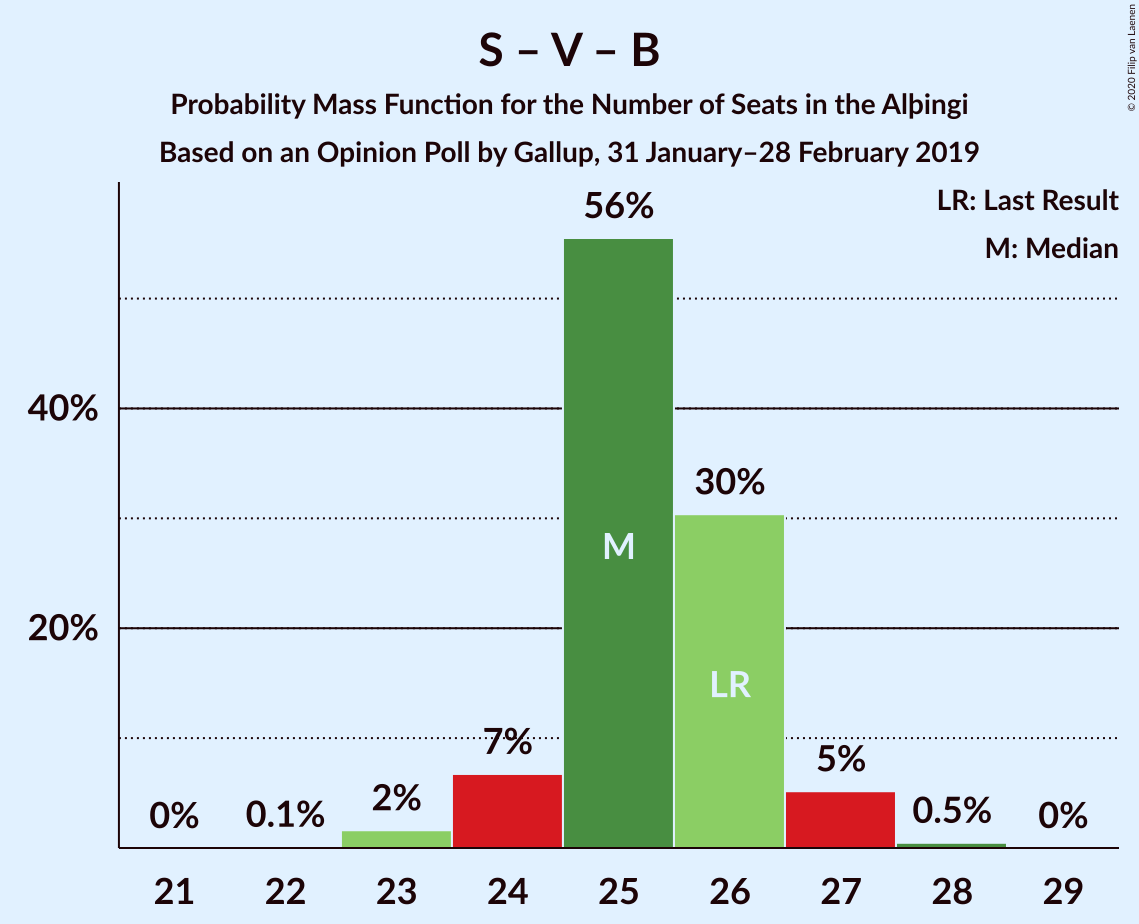 S – V – B
Probability Mass Function for the Number of Seats in the Alþingi
Based on an Opinion Poll by Gallup, 31 January–28 February 2019
© 2020 Filip van Laenen
LR: Last Result
M: Median
56%
40%
30%
M
20%
LR
7%
5%
2%
0%
0.1%
0.5%
0%
21 22 23 24 25 26 27 28 29